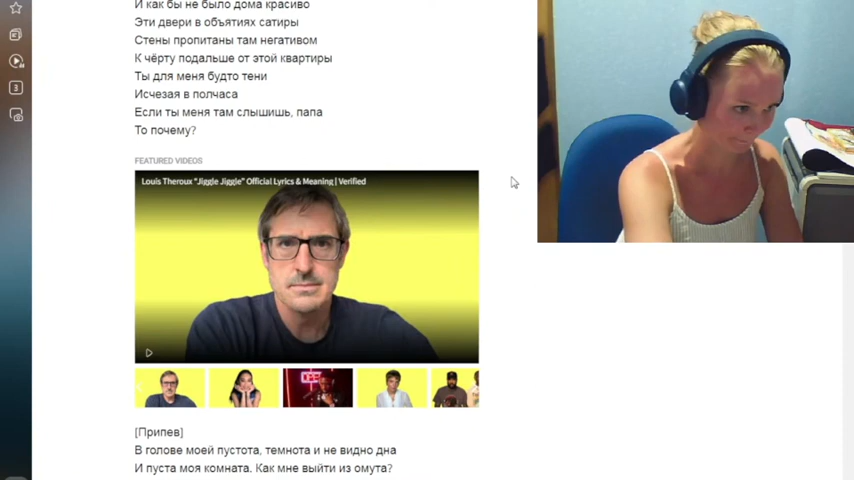 И как бы не было дома красиво
Эти двери в объятиях сатиры
Стены пропитаны там негативом
К чёрту подальше от этой квартиры
Ты для меня будто тени
Исчезая в полчаса
Если ты меня там слышишь, папа
То почему?
FEATURED VIDEOS
Louis Theroux "Jiggle Jiggle" Official Lyrics & Meaning | Verified
[Припев]
В голове моей пустота, темнота и не видно дна
И пуста моя комната. Как мне выйти из омута?
3